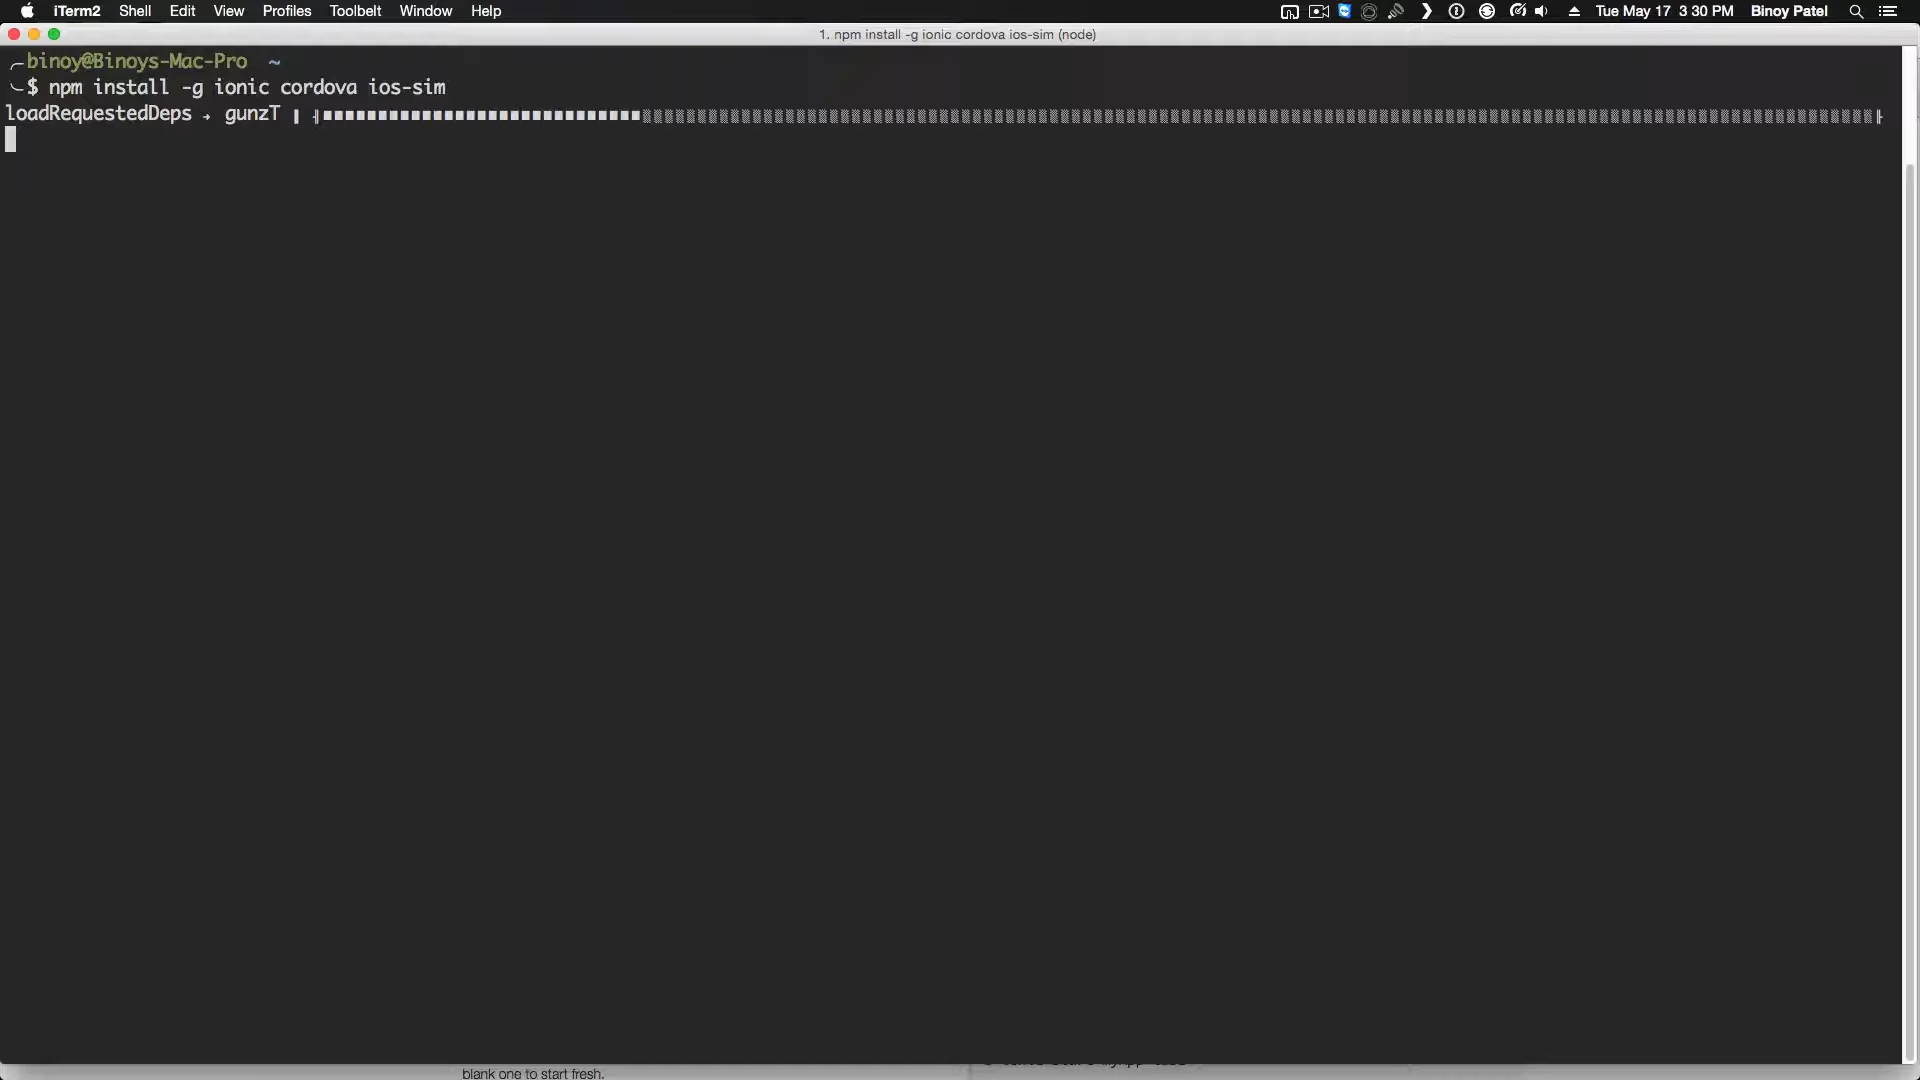 iTerm2 Shell Edit View Profiles Toolbelt Window Help Tue May 17 3 30 PM Binoy Patel
1. npm install -g ionic cordova ios-sim (node)
binoy@Binoys-Mac-Pro ~
$ npm install -g ionic cordova ios-sim
loadRequestedDeps → gunzT
blank one to start fresh.